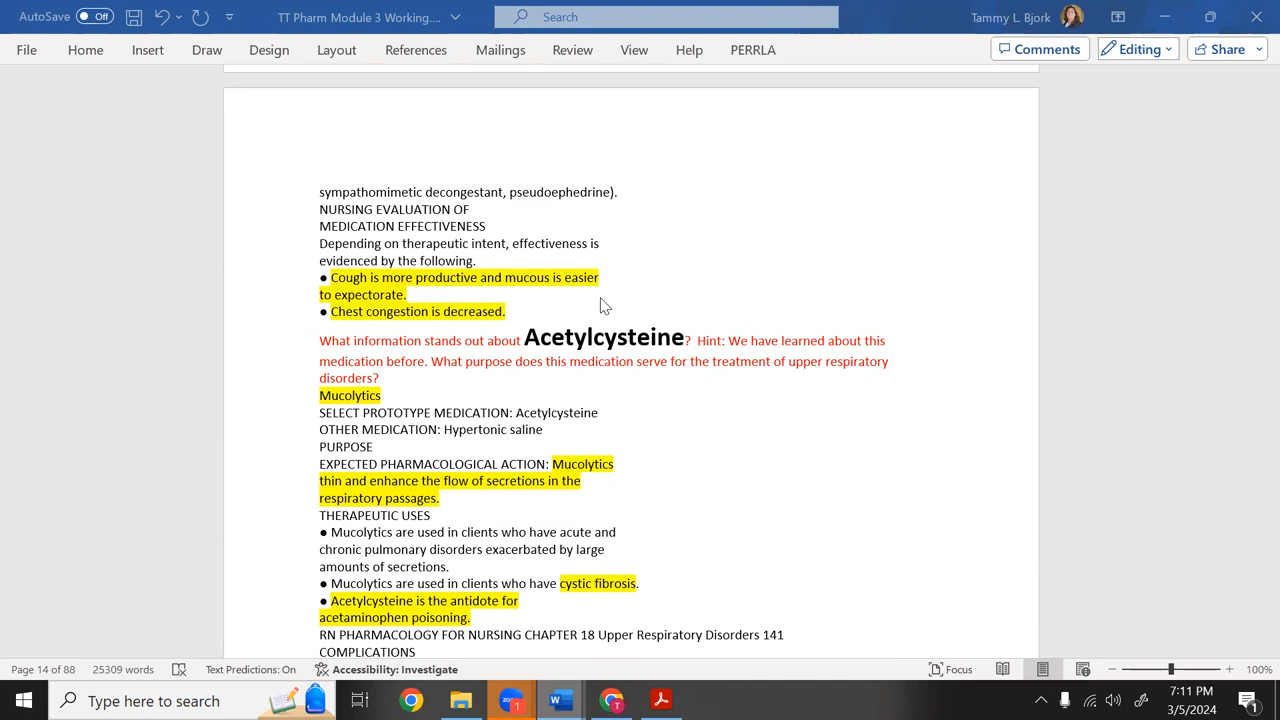 AutoSave Off TT Pharm Module 3 Working.... Search Tammy L. Bjork
File Home Insert Draw Design Layout References Mailings Review View Help PERRLA Comments Editing Share
sympathomimetic decongestant, pseudoephedrine).
NURSING EVALUATION OF
MEDICATION EFFECTIVENESS
Depending on therapeutic intent, effectiveness is
evidenced by the following.
● Cough is more productive and mucous is easier
to expectorate.
● Chest congestion is decreased.
What information stands out about Acetylcysteine? Hint: We have learned about this
medication before. What purpose does this medication serve for the treatment of upper respiratory
disorders?
Mucolytics
SELECT PROTOTYPE MEDICATION: Acetylcysteine
OTHER MEDICATION: Hypertonic saline
PURPOSE
EXPECTED PHARMACOLOGICAL ACTION: Mucolytics
thin and enhance the flow of secretions in the
respiratory passages.
THERAPEUTIC USES
● Mucolytics are used in clients who have acute and
chronic pulmonary disorders exacerbated by large
amounts of secretions.
● Mucolytics are used in clients who have cystic fibrosis.
● Acetylcysteine is the antidote for
acetaminophen poisoning.
RN PHARMACOLOGY FOR NURSING CHAPTER 18 Upper Respiratory Disorders 141
COMPLICATIONS
Page 14 of 88 25309 words Text Predictions: On Accessibility: Investigate Focus 100%
Type here to search zoom 1 W T 7:11 PM
3/5/2024 1